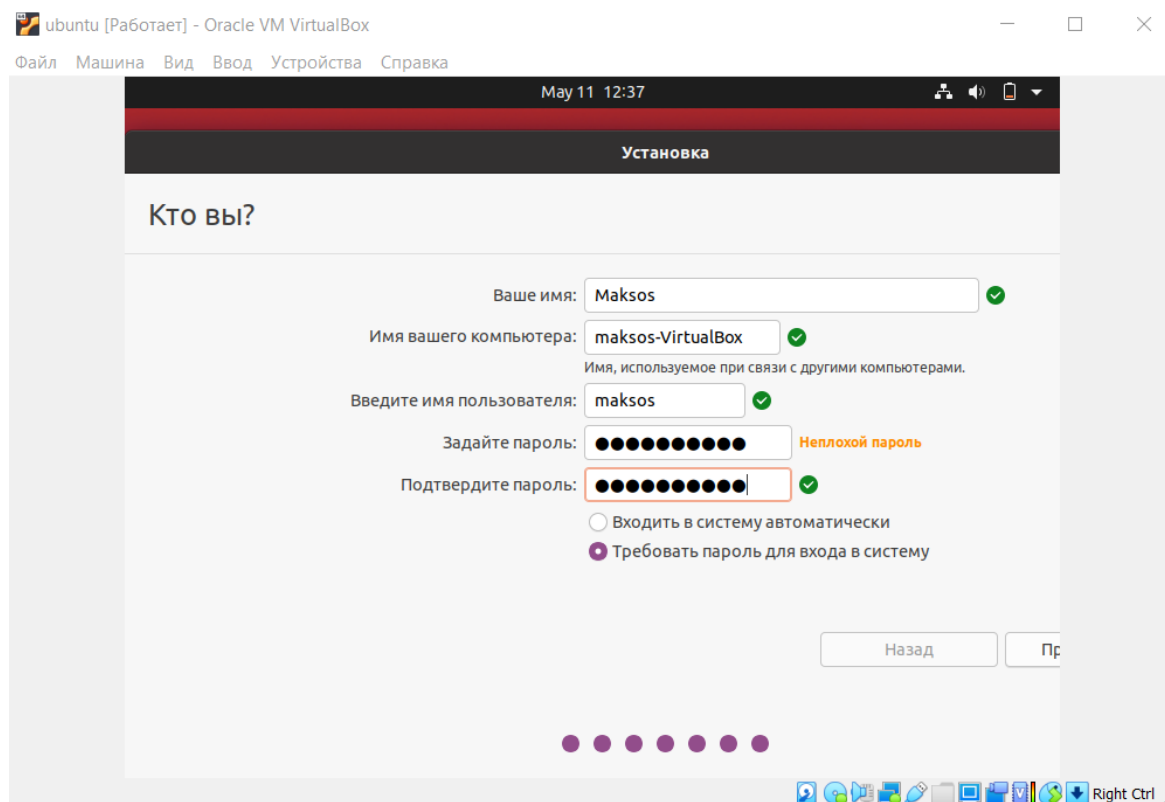 ubuntu [Работает] - Oracle VM VirtualBox
Файл Машина Вид Ввод Устройства Справка
May 11 12:37
Установка
Кто вы?
Ваше имя: Maksos
Имя вашего компьютера: maksos-VirtualBox
Имя, используемое при связи с другими компьютерами.
Введите имя пользователя: maksos
Задайте пароль: ●●●●●●●●●● Неплохой пароль
Подтвердите пароль: ●●●●●●●●●●
Входить в систему автоматически
Требовать пароль для входа в систему
Назад Пр
Right Ctrl